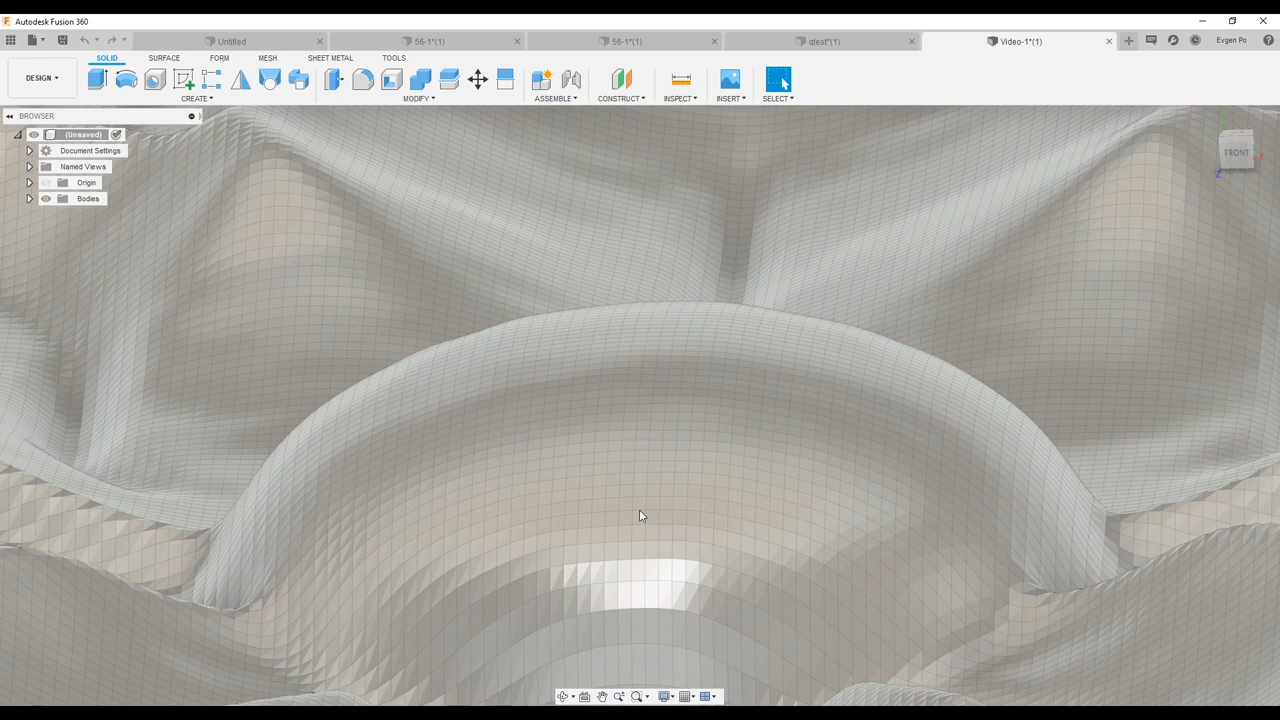 Autodesk Fusion 360
Untitled
56-1*(1)
56-1*(1)
qtest*(1)
Video-1*(1)
Evgen Po
DESIGN
SOLID
SURFACE
FORM
MESH
SHEET METAL
TOOLS
CREATE
MODIFY
ASSEMBLE
CONSTRUCT
INSPECT
INSERT
SELECT
BROWSER
(Unsaved)
Document Settings
Named Views
Origin
Bodies
FRONT
X
Z